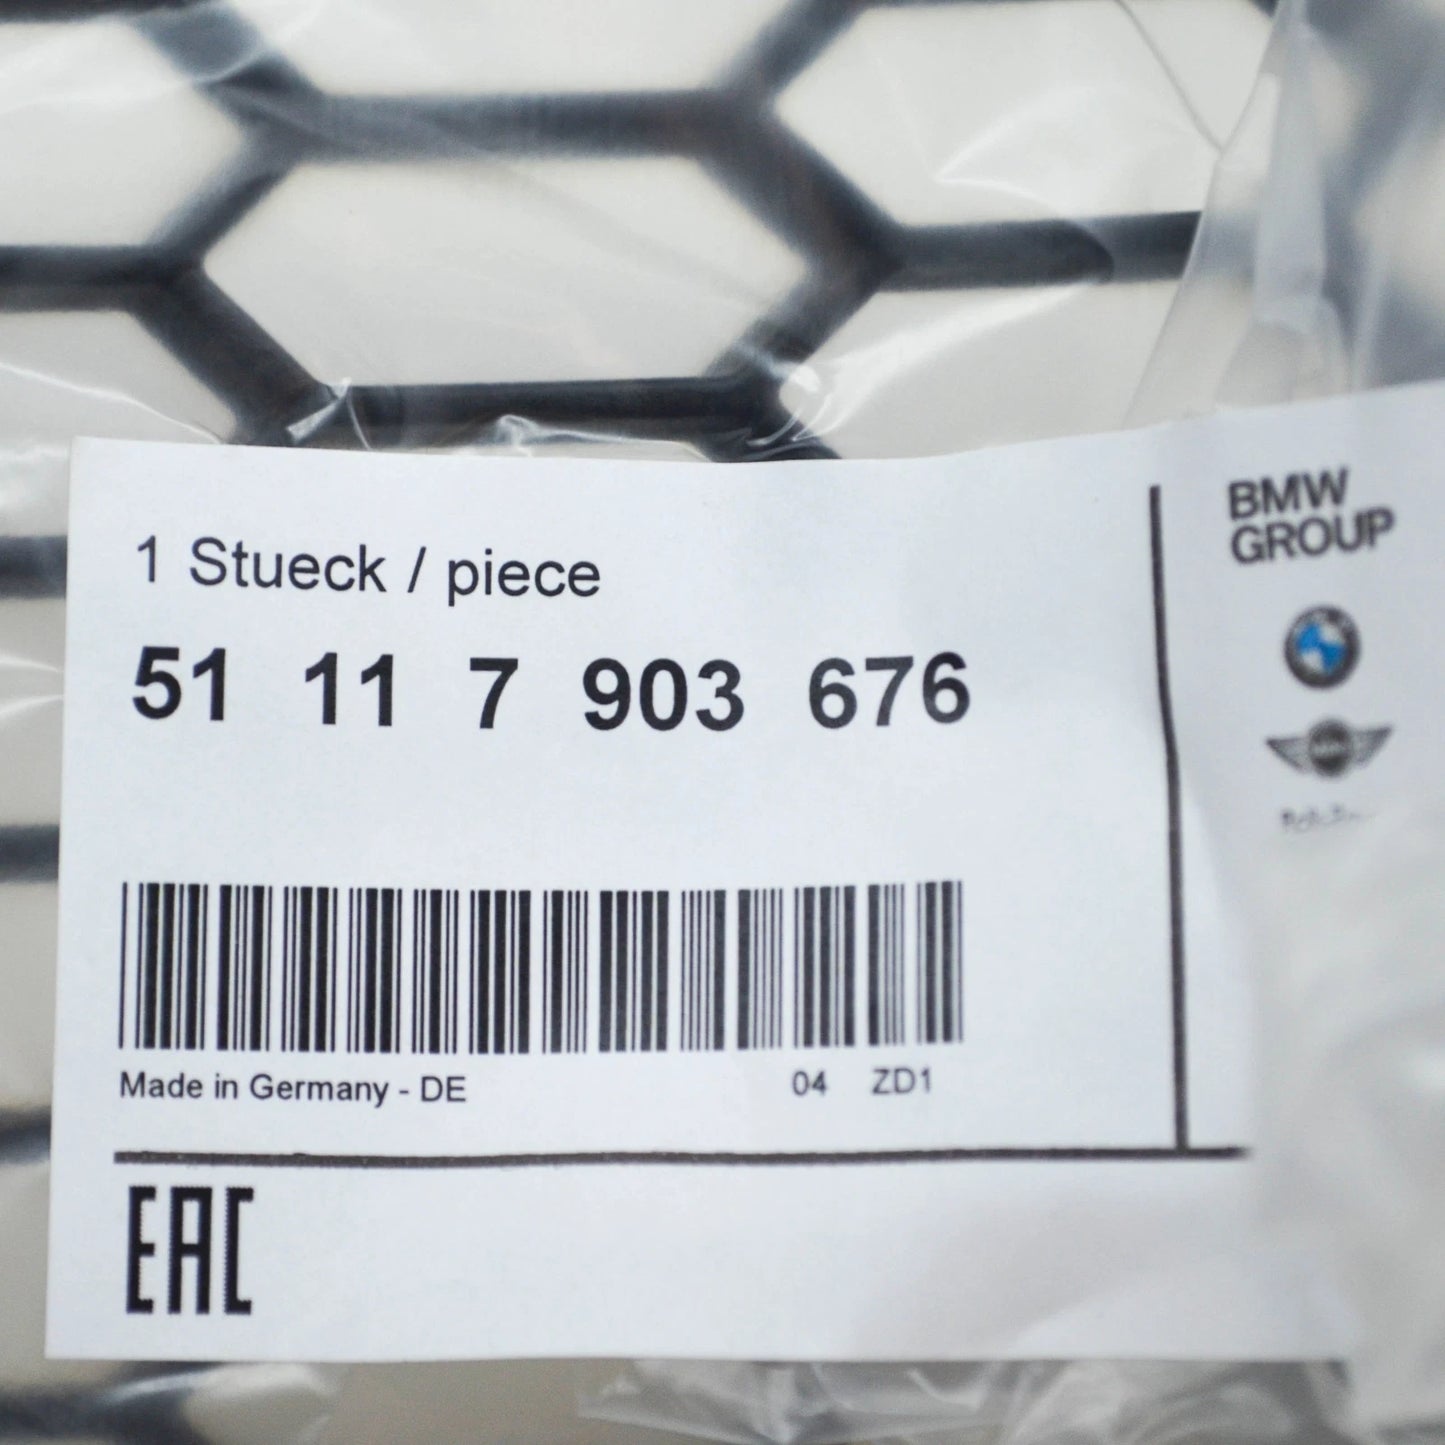 1 Stueck / piece
51 11 7 903 676
Made in Germany - DE
04 ZD1
EAC
BMW
GROUP